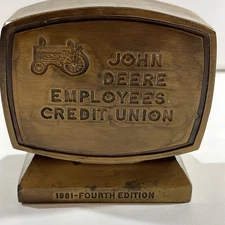 JOHN
DEERE
EMPLOYEES
CREDIT UNION
1981-FOURTH EDITION